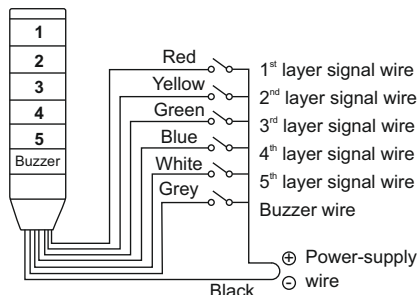 1
2
3
4
5
Buzzer
Red
1st layer signal wire
Yellow
2nd layer signal wire
Green
3rd layer signal wire
Blue
4th layer signal wire
White
5th layer signal wire
Grey
Buzzer wire
⊕ Power-supply
⊖ wire
Black